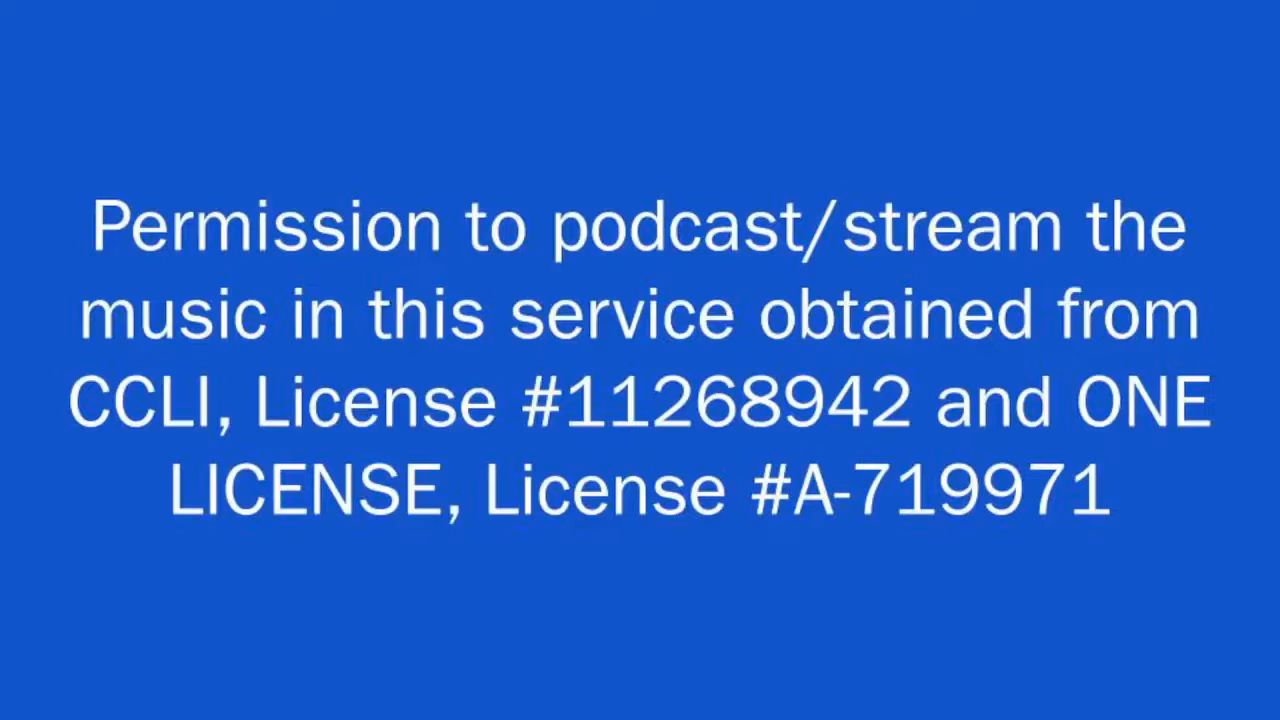 Permission to podcast/stream the
music in this service obtained from
CCLI, License #11268942 and ONE
LICENSE, License #A-719971